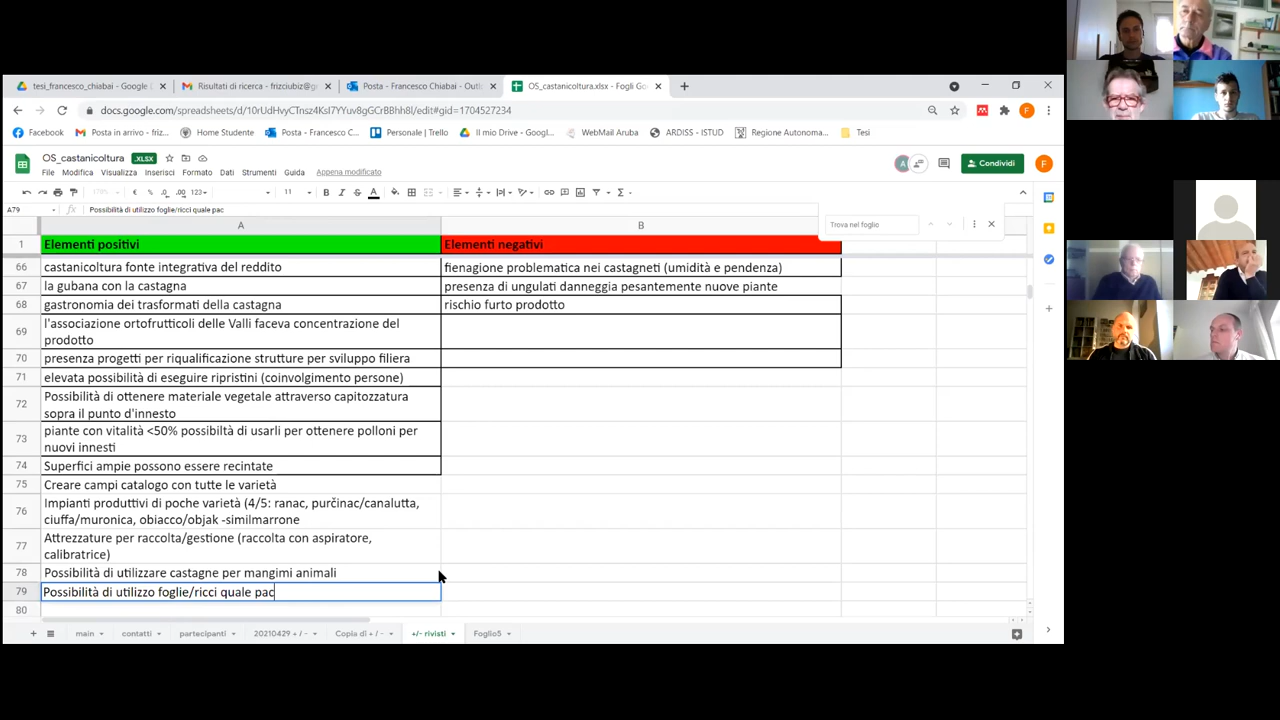 tesi_francesco_chiabai - Google
Risultati di ricerca - frizciubiz@g
Posta - Francesco Chiabai - Outl
OS_castanicoltura.xlsx - Fogli Go
docs.google.com/spreadsheets/d/10rUdHvyCTnsz4KsI7YYuv8gGCrBBhh8l/edit#gid=1704527234
F
Facebook
Posta in arrivo - friz...
Home Studente
Posta - Francesco C...
Personale | Trello
Il mio Drive - Googl...
WebMail Aruba
ARDISS - ISTUD
Regione Autonoma...
Tesi
OS_castanicoltura .XLSX
File Modifica Visualizza Inserisci Formato Dati Strumenti Guida Appena modificato
A
Condividi
F
€ % .0 .00 123 11 B I S A
A79 fx Possibilità di utilizzo foglie/ricci quale pac
Trova nel foglio
A B
1 Elementi positivi Elementi negativi
66 castanicoltura fonte integrativa del reddito fienagione problematica nei castagneti (umidità e pendenza)
67 la gubana con la castagna presenza di ungulati danneggia pesantemente nuove piante
68 gastronomia dei trasformati della castagna rischio furto prodotto
69 l'associazione ortofrutticoli delle Valli faceva concentrazione del
prodotto
70 presenza progetti per riqualificazione strutture per sviluppo filiera
71 elevata possibilità di eseguire ripristini (coinvolgimento persone)
72 Possibilità di ottenere materiale vegetale attraverso capitozzatura
sopra il punto d'innesto
73 piante con vitalità <50% possibiltà di usarli per ottenere polloni per
nuovi innesti
74 Superfici ampie possono essere recintate
75 Creare campi catalogo con tutte le varietà
76 Impianti produttivi di poche varietà (4/5: ranac, purčinac/canalutta,
ciuffa/muronica, obiacco/objak -similmarrone
77 Attrezzature per raccolta/gestione (raccolta con aspiratore,
calibratrice)
78 Possibilità di utilizzare castagne per mangimi animali
79 Possibilità di utilizzo foglie/ricci quale pac
80
main contatti partecipanti 20210429 + / - Copia di + / - +/- rivisti Foglio5